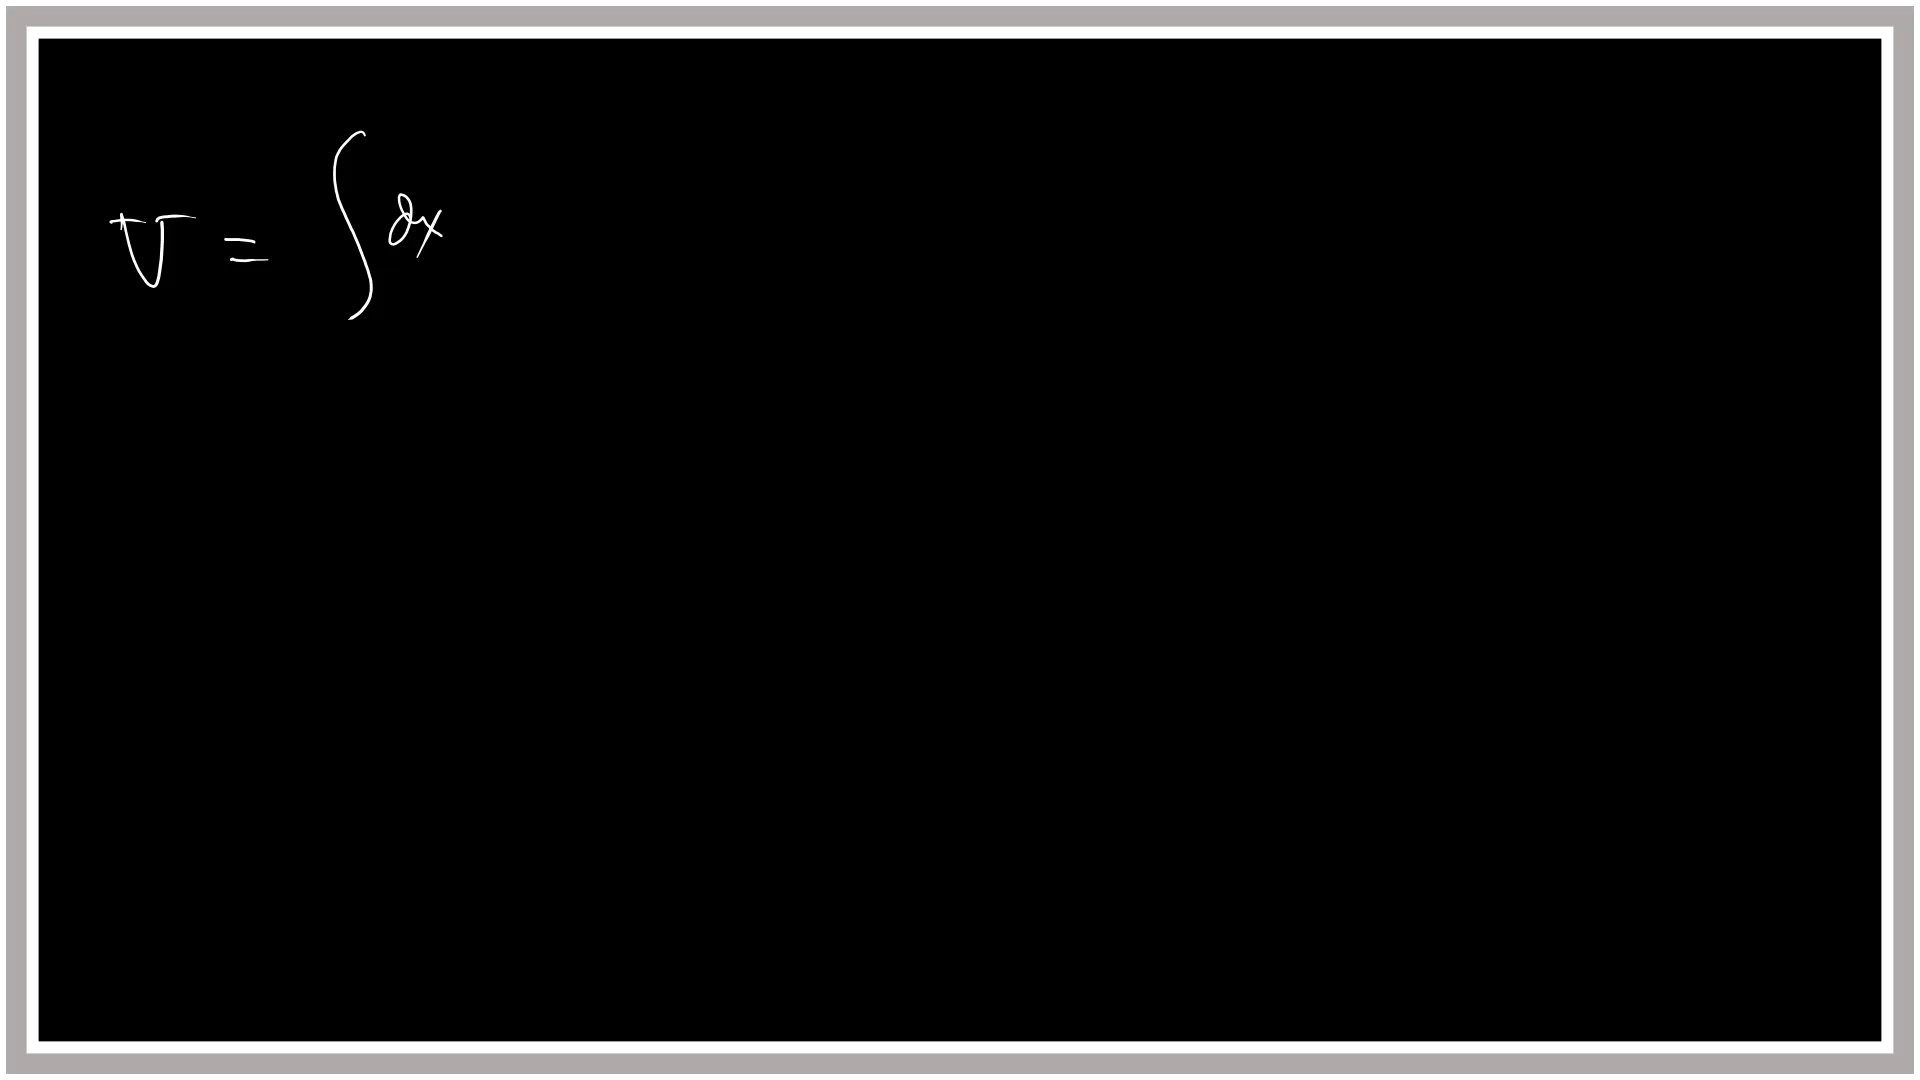 V = ∫dx